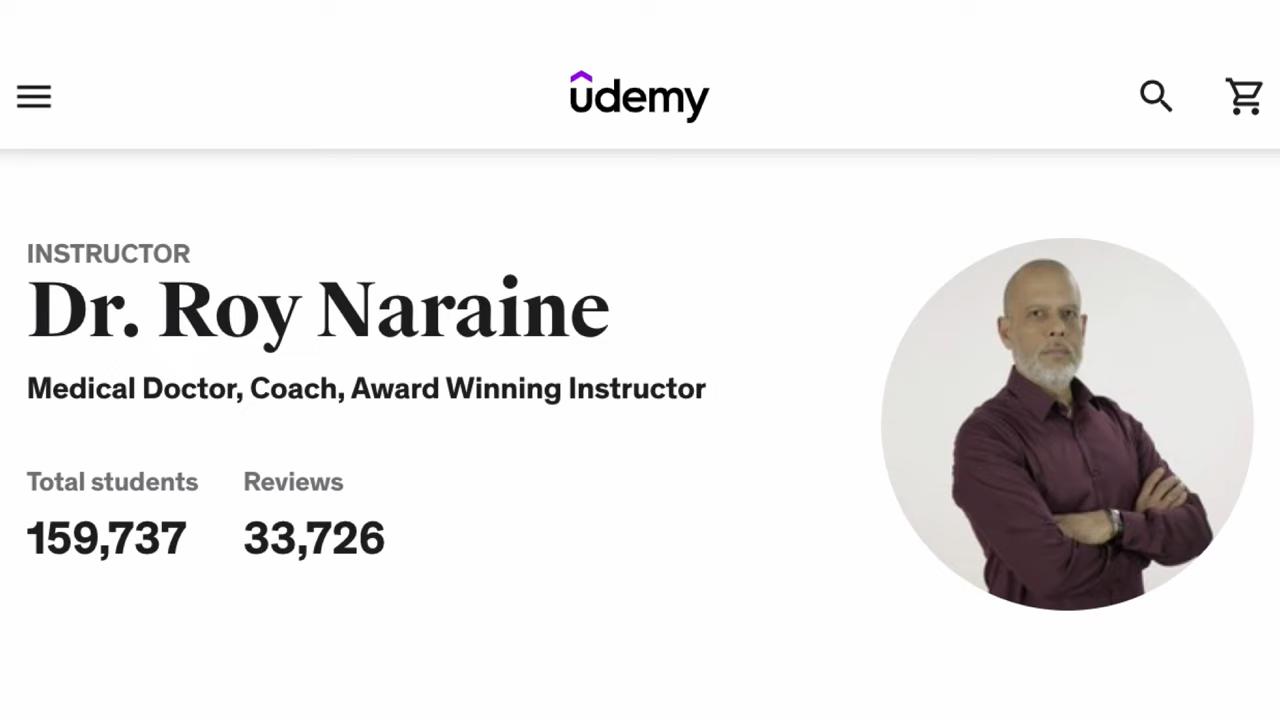 udemy
INSTRUCTOR
Dr. Roy Naraine
Medical Doctor, Coach, Award Winning Instructor
Total students Reviews
159,737 33,726